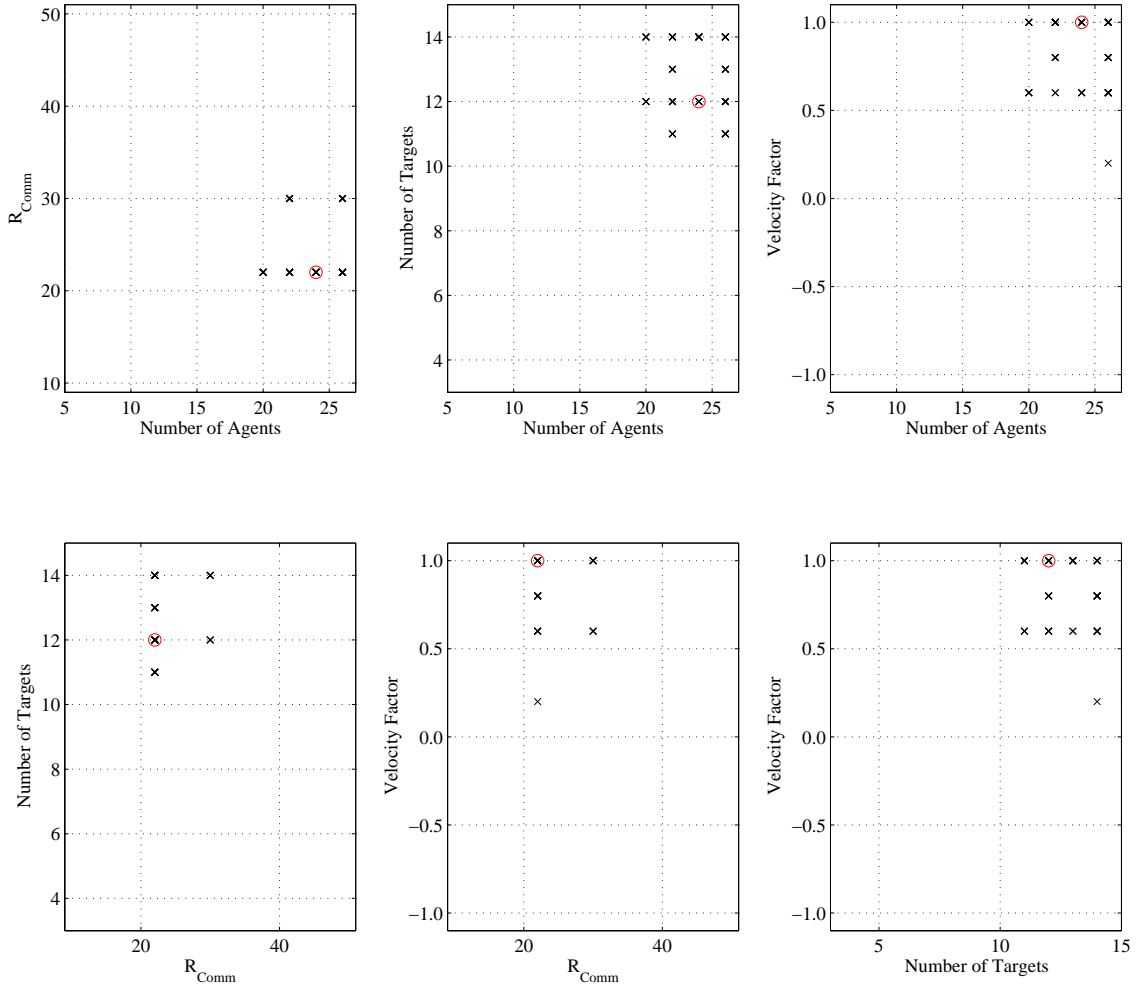 50
40
30
20
10
R_Comm
5 10 15 20 25
Number of Agents
14
12
10
8
6
4
Number of Targets
5 10 15 20 25
Number of Agents
1.0
0.5
0.0
−0.5
−1.0
Velocity Factor
5 10 15 20 25
Number of Agents
14
12
10
8
6
4
Number of Targets
20 40
R_Comm
1.0
0.5
0.0
−0.5
−1.0
Velocity Factor
20 40
R_Comm
1.0
0.5
0.0
−0.5
−1.0
Velocity Factor
5 10 15
Number of Targets